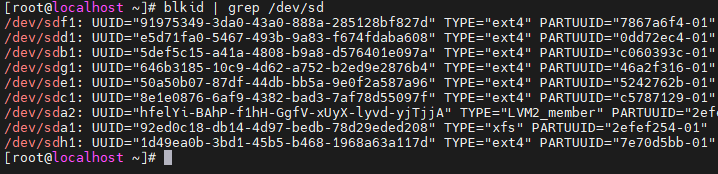 [root@localhost ~]# blkid | grep /dev/sd
/dev/sdf1: UUID="91975349-3da0-43a0-888a-285128bf827d" TYPE="ext4" PARTUUID="7867a6f4-01"
/dev/sdd1: UUID="e5d71fa0-5467-493b-9a83-f674fdaba608" TYPE="ext4" PARTUUID="0dd72ec4-01"
/dev/sdb1: UUID="5def5c15-a41a-4808-b9a8-d576401e097a" TYPE="ext4" PARTUUID="c060393c-01"
/dev/sdg1: UUID="646b3185-10c9-4d62-a752-b2ed9e2876b4" TYPE="ext4" PARTUUID="46a2f316-01"
/dev/sde1: UUID="50a50b07-87df-44db-bb5a-9e0f2a587a96" TYPE="ext4" PARTUUID="5242762b-01"
/dev/sdc1: UUID="8e1e0876-6af9-4382-bad3-7af78d55097f" TYPE="ext4" PARTUUID="c5787129-01"
/dev/sda2: UUID="hfelYi-BAhP-f1hH-GgfV-xUyX-lyvd-yjTjjA" TYPE="LVM2_member" PARTUUID="2ef
/dev/sda1: UUID="92ed0c18-db14-4d97-bedb-78d29eded208" TYPE="xfs" PARTUUID="2efef254-01"
/dev/sdh1: UUID="1d49ea0b-3bd1-45b5-b468-1968a63a117d" TYPE="ext4" PARTUUID="7e70d5bb-01"
[root@localhost ~]#